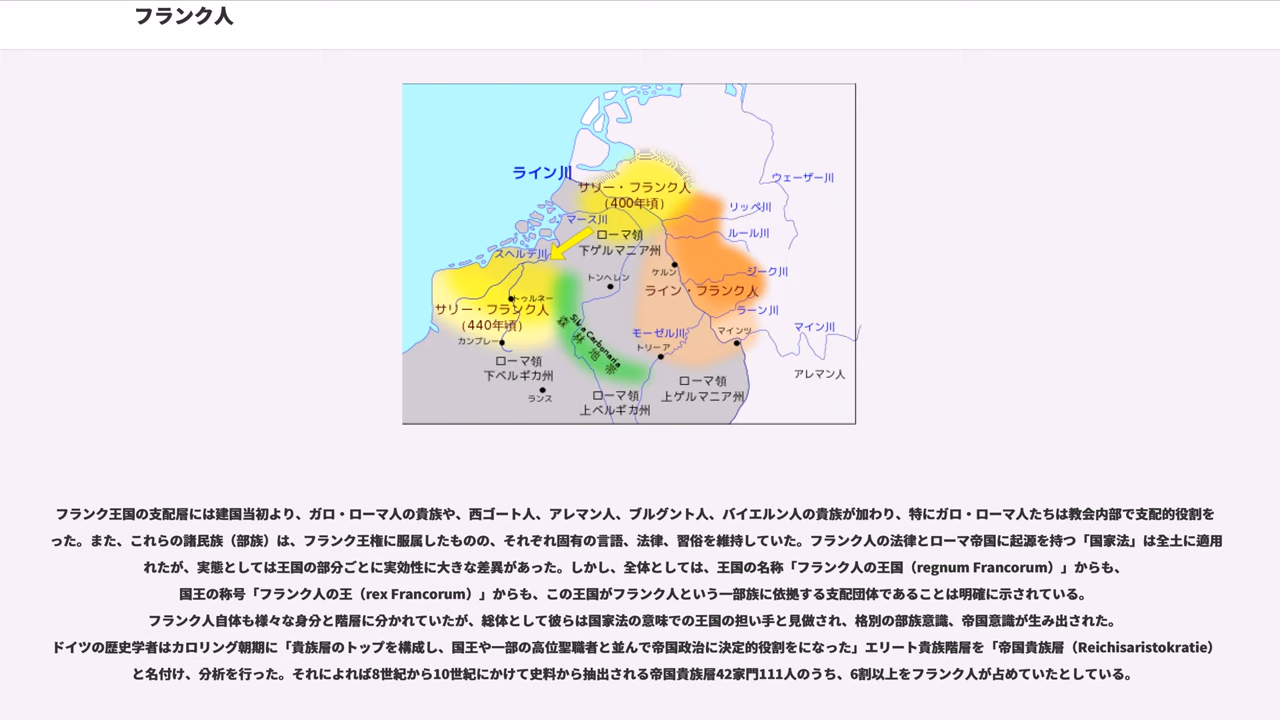 フランク人
ライン川
ウェーザー川
サリー・フランク人
（400年頃）
リッペ川
マース川
ルール川
ローマ領
下ゲルマニア州
スヘルデ川
ケルン
ジーク川
トンヘレン
ライン・フランク人
トゥルネー
サリー・フランク人
（440年頃）
ラーン川
Silva Carbonaria
森林地帯
モーゼル川
マインツ
マイン川
カンブレー
トリーア
ローマ領
下ベルギカ州
アレマン人
ローマ領
上ゲルマニア州
ランス
ローマ領
上ベルギカ州
フランク王国の支配層には建国当初より、ガロ・ローマ人の貴族や、西ゴート人、アレマン人、ブルグント人、バイエルン人の貴族が加わり、特にガロ・ローマ人たちは教会内部で支配的役割を
った。また、これらの諸民族（部族）は、フランク王権に服属したものの、それぞれ固有の言語、法律、習俗を維持していた。フランク人の法律とローマ帝国に起源を持つ「国家法」は全土に適用
れたが、実態としては王国の部分ごとに実効性に大きな差異があった。しかし、全体としては、王国の名称「フランク人の王国（regnum Francorum）」からも、
国王の称号「フランク人の王（rex Francorum）」からも、この王国がフランク人という一部族に依拠する支配団体であることは明確に示されている。
フランク人自体も様々な身分と階層に分かれていたが、総体として彼らは国家法の意味での王国の担い手と見做され、格別の部族意識、帝国意識が生み出された。
ドイツの歴史学者はカロリング朝期に「貴族層のトップを構成し、国王や一部の高位聖職者と並んで帝国政治に決定的役割をになった」エリート貴族階層を「帝国貴族層（Reichisaristokratie）
と名付け、分析を行った。それによれば8世紀から10世紀にかけて史料から抽出される帝国貴族層42家門111人のうち、6割以上をフランク人が占めていたとしている。